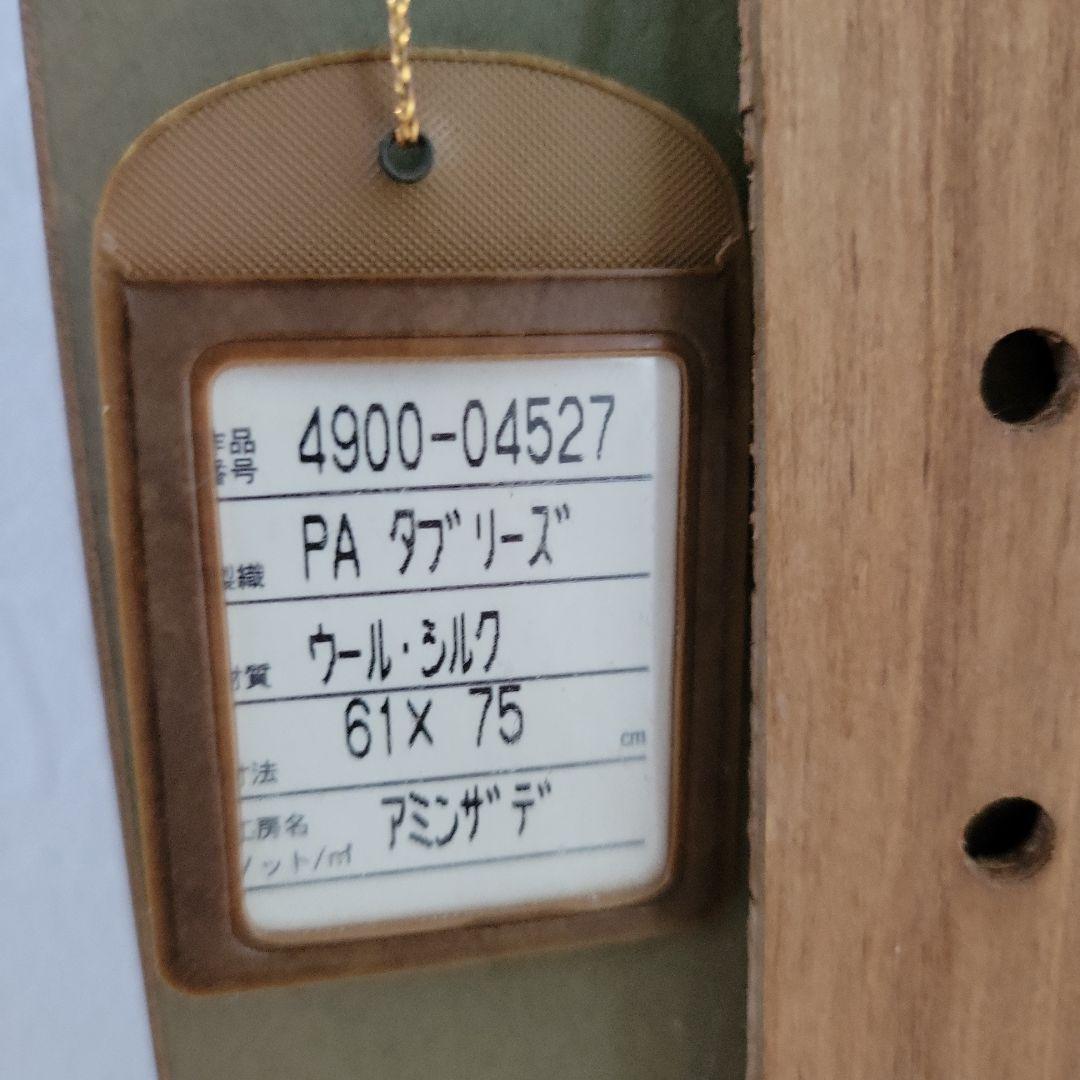 作品番号 4900-04527
製織 PA タブリーズ
材質 ウール・シルク
寸法 61× 75 cm
工房名 アミンザデ
ノット/㎡